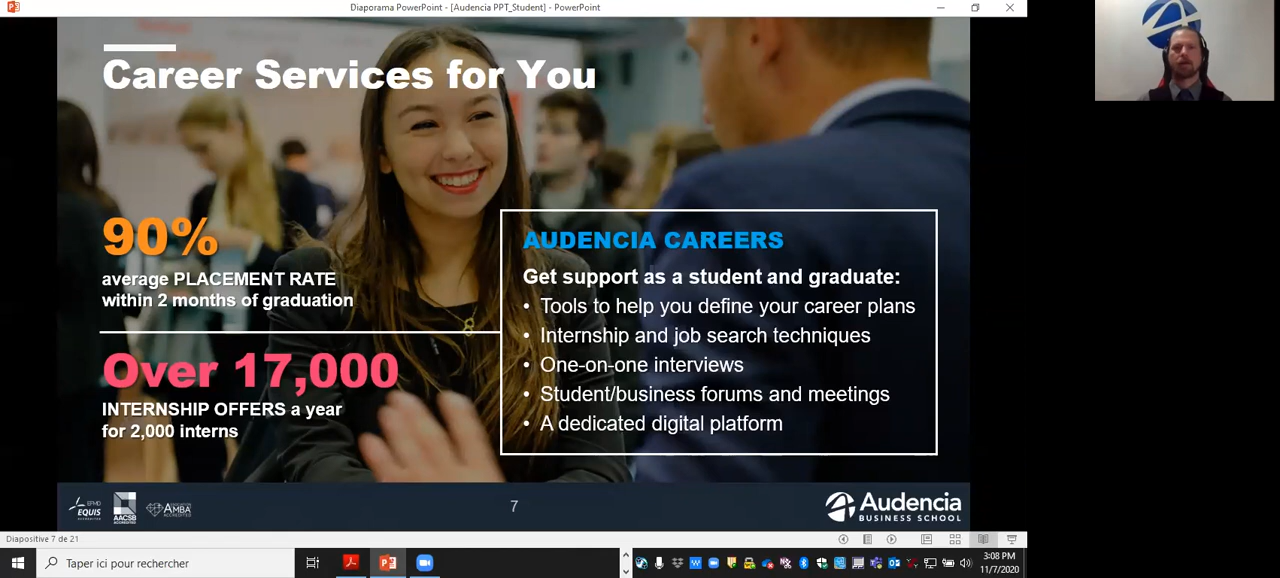 Diaporama PowerPoint - [Audencia PPT_Student] - PowerPoint
Career Services for You
90%
average PLACEMENT RATE
within 2 months of graduation
Over 17,000
INTERNSHIP OFFERS a year
for 2,000 interns
AUDENCIA CAREERS
Get support as a student and graduate:
• Tools to help you define your career plans
• Internship and job search techniques
• One-on-one interviews
• Student/business forums and meetings
• A dedicated digital platform
EFMD
EQUIS
AACSB
ACCREDITED
AMBA
7
Audencia
BUSINESS SCHOOL
Diapositive 7 de 21
Taper ici pour rechercher
3:08 PM
11/7/2020